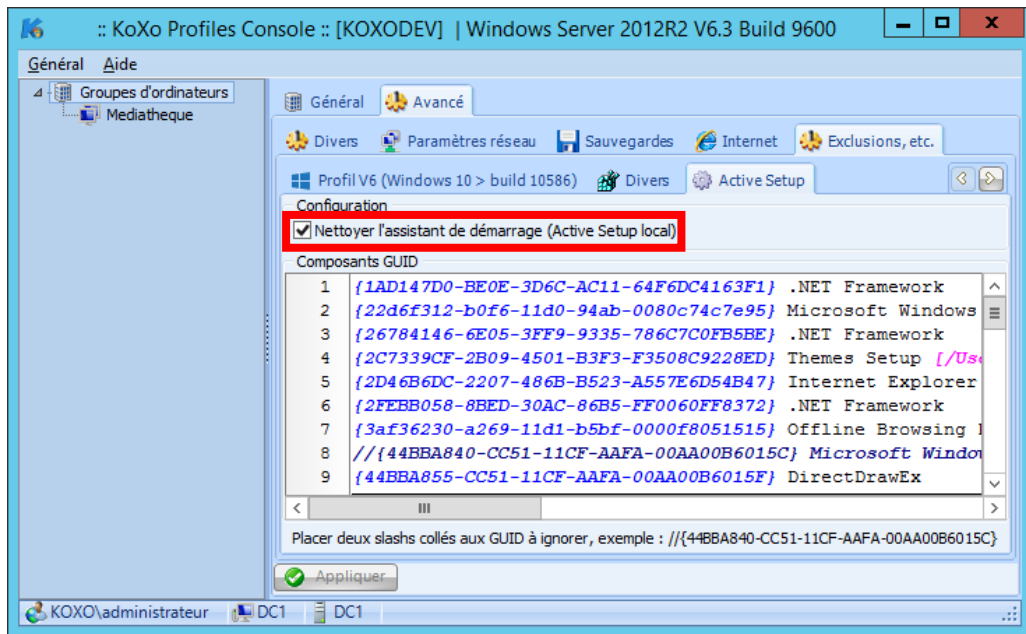 :: KoXo Profiles Console :: [KOXODEV] | Windows Server 2012R2 V6.3 Build 9600
Général Aide
Groupes d'ordinateurs
Mediatheque
Général Avancé
Divers Paramètres réseau Sauvegardes Internet Exclusions, etc.
Profil V6 (Windows 10 > build 10586) Divers Active Setup
Configuration
Nettoyer l'assistant de démarrage (Active Setup local)
Composants GUID
1 {1AD147D0-BE0E-3D6C-AC11-64F6DC4163F1} .NET Framework
2 {22d6f312-b0f6-11d0-94ab-0080c74c7e95} Microsoft Windows
3 {26784146-6E05-3FF9-9335-786C7C0FB5BE} .NET Framework
4 {2C7339CF-2B09-4501-B3F3-F3508C9228ED} Themes Setup [/Us
5 {2D46B6DC-2207-486B-B523-A557E6D54B47} Internet Explorer
6 {2FEBB058-8BED-30AC-86B5-FF0060FF8372} .NET Framework
7 {3af36230-a269-11d1-b5bf-0000f8051515} Offline Browsing
8 //{44BBA840-CC51-11CF-AAFA-00AA00B6015C} Microsoft Windo
9 {44BBA855-CC51-11CF-AAFA-00AA00B6015F} DirectDrawEx
Placer deux slashs collés aux GUID à ignorer, exemple : //{44BBA840-CC51-11CF-AAFA-00AA00B6015C}
Appliquer
KOXO\administrateur DC1 DC1